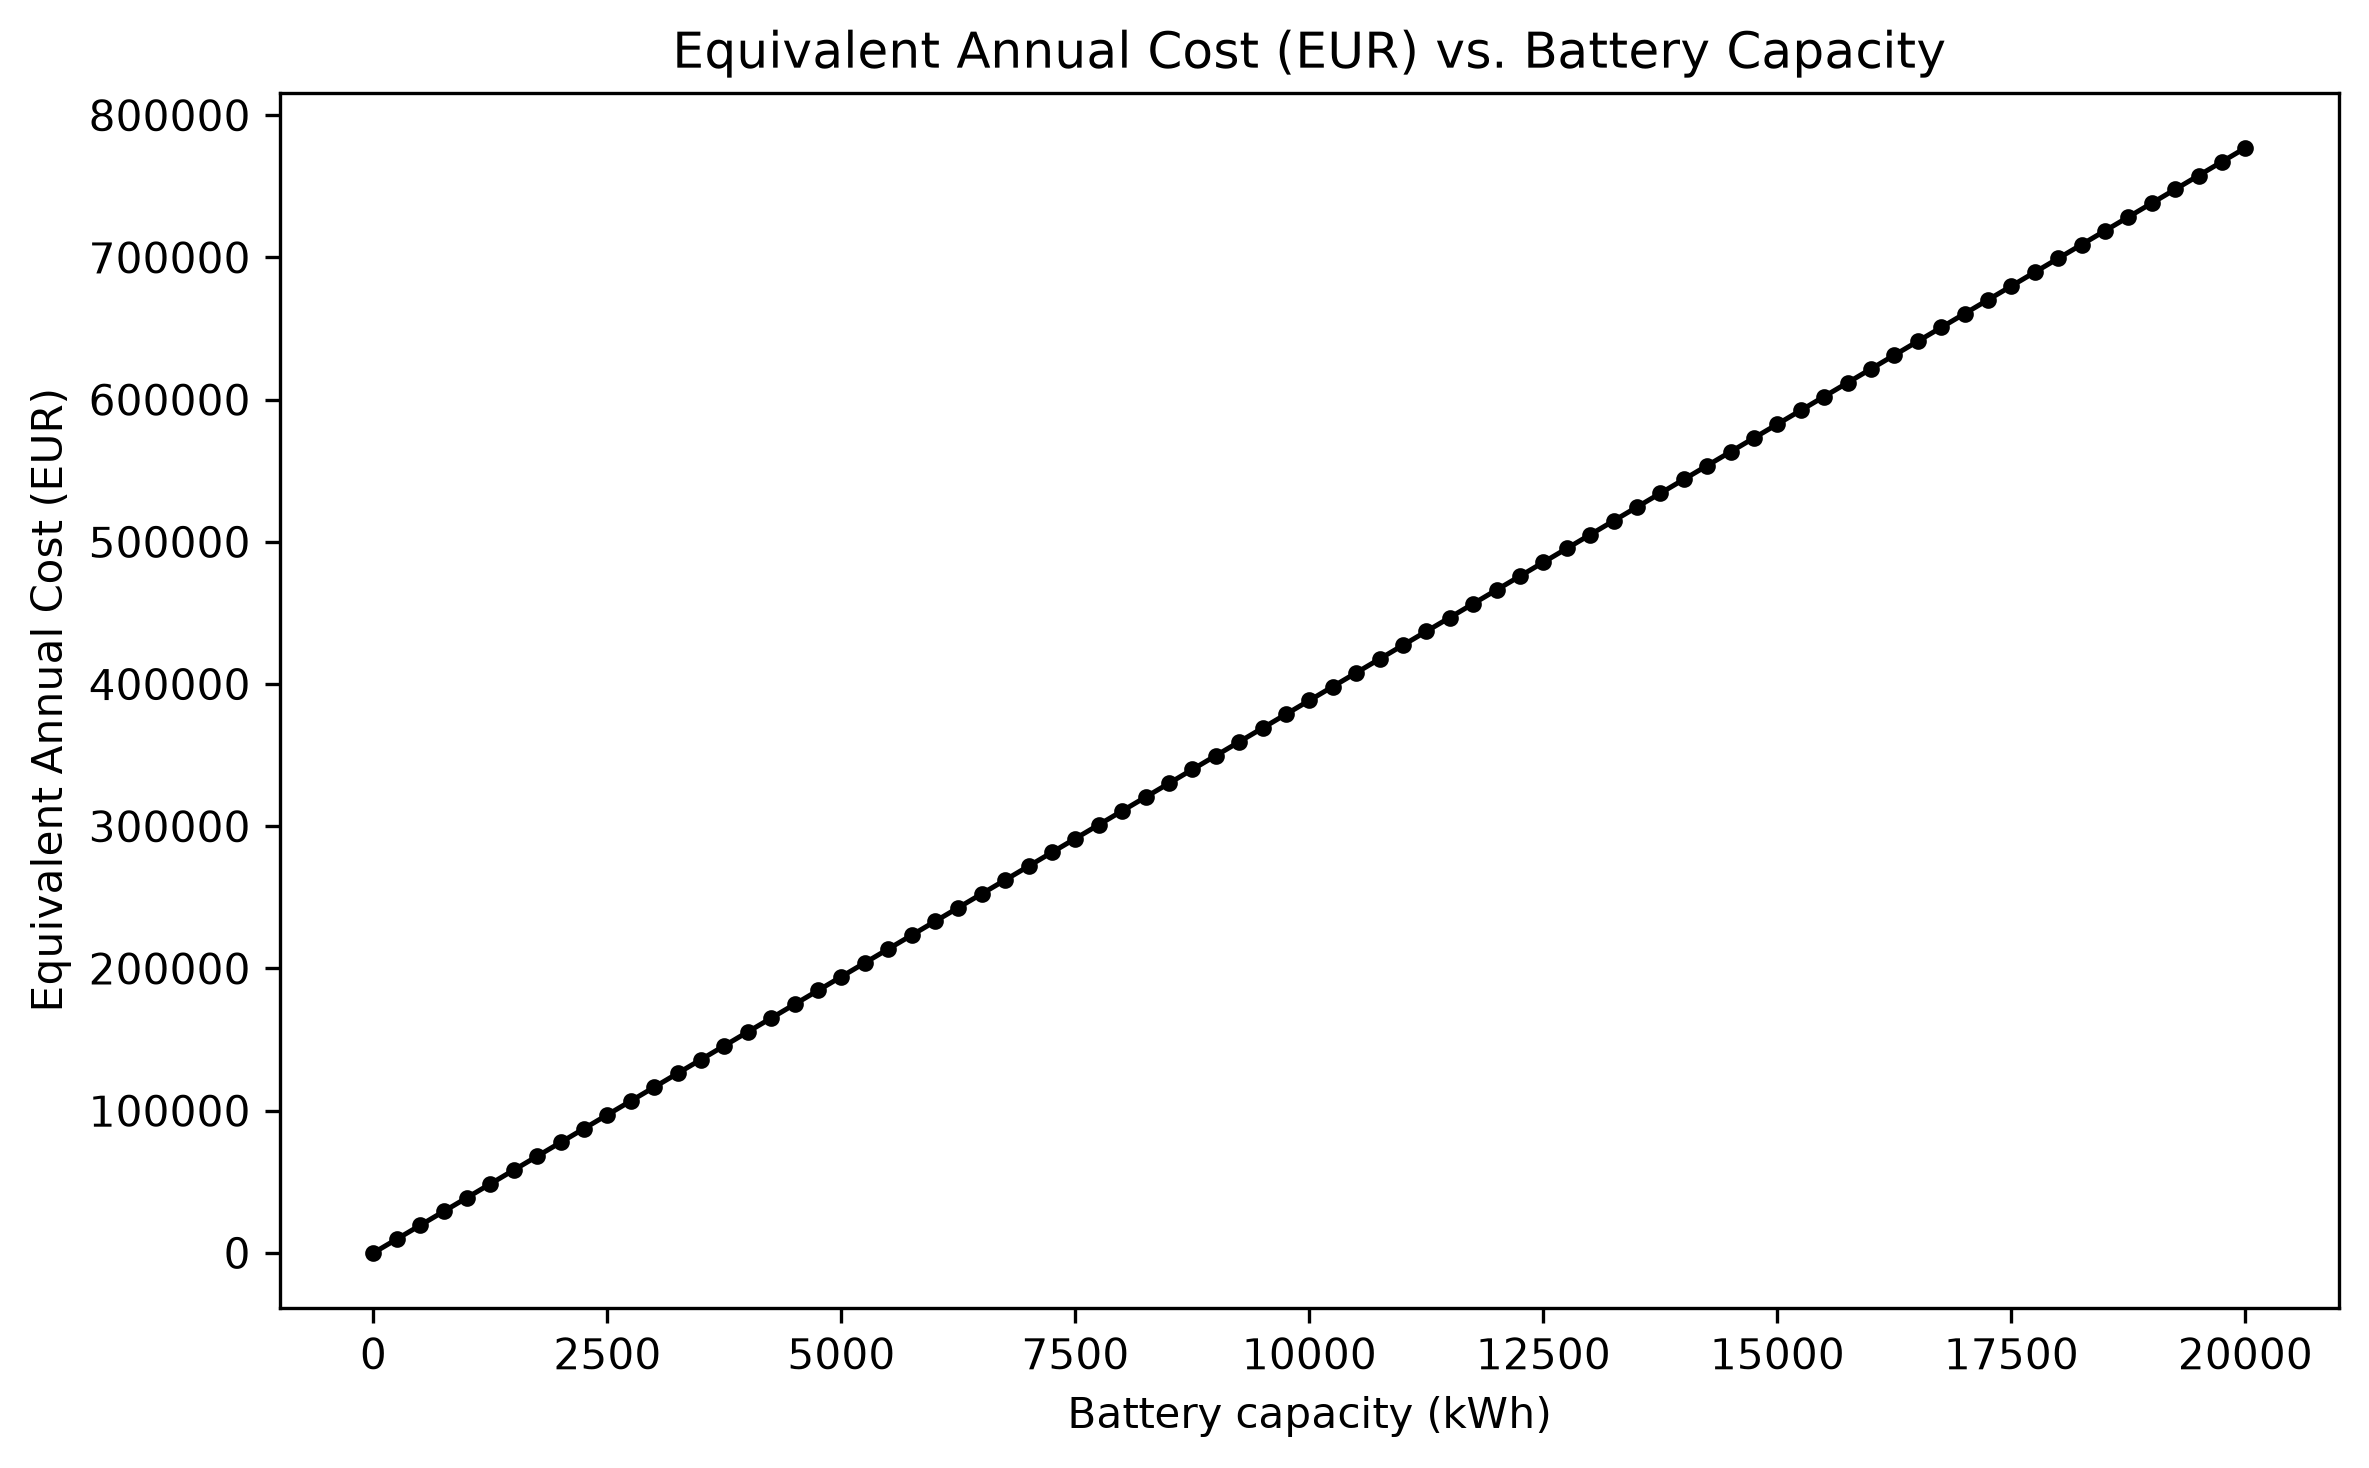 Equivalent Annual Cost (EUR) vs. Battery Capacity
Equivalent Annual Cost (EUR)
800000
700000
600000
500000
400000
300000
200000
100000
0
0 2500 5000 7500 10000 12500 15000 17500 20000
Battery capacity (kWh)